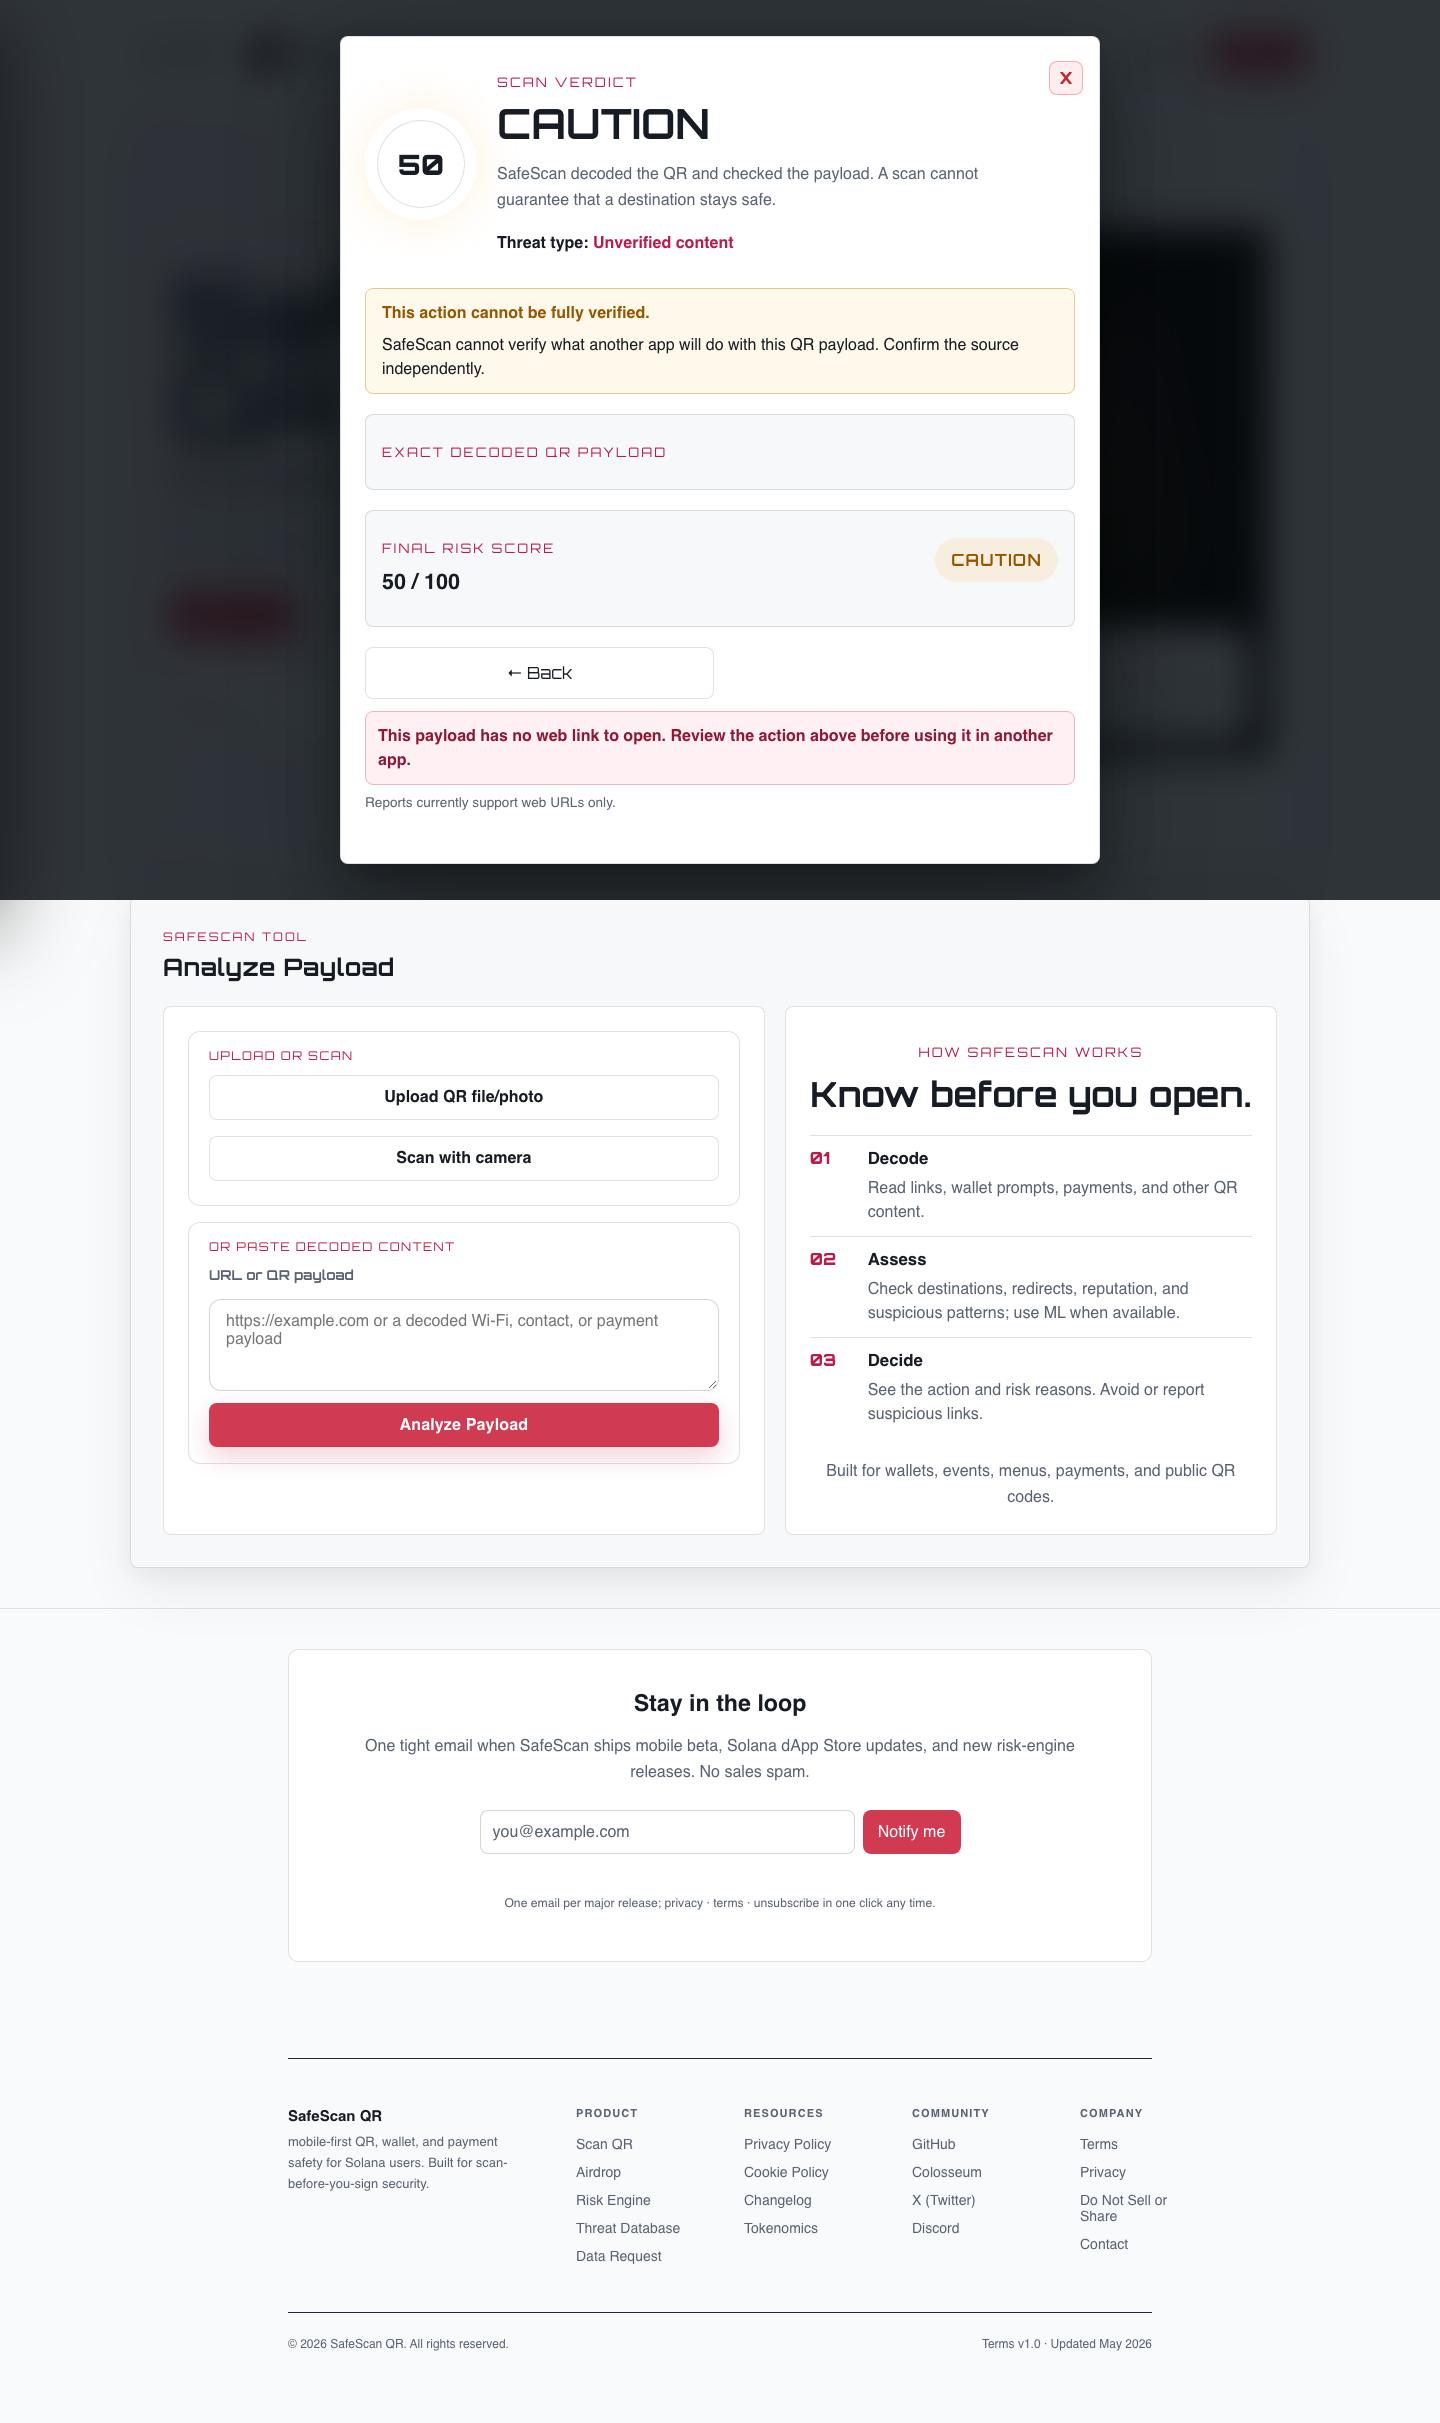 SCAN VERDICT
X
CAUTION
50
SafeScan decoded the QR and checked the payload. A scan cannot
guarantee that a destination stays safe.
Threat type: Unverified content
This action cannot be fully verified.
SafeScan cannot verify what another app will do with this QR payload. Confirm the source
independently.
EXACT DECODED QR PAYLOAD
FINAL RISK SCORE
50 / 100
CAUTION
← Back
This payload has no web link to open. Review the action above before using it in another
app.
Reports currently support web URLs only.
SAFESCAN TOOL
Analyze Payload
UPLOAD OR SCAN
Upload QR file/photo
Scan with camera
OR PASTE DECODED CONTENT
URL or QR payload
https://example.com or a decoded Wi-Fi, contact, or payment
payload
Analyze Payload
HOW SAFESCAN WORKS
Know before you open.
01 Decode
Read links, wallet prompts, payments, and other QR
content.
02 Assess
Check destinations, redirects, reputation, and
suspicious patterns; use ML when available.
03 Decide
See the action and risk reasons. Avoid or report
suspicious links.
Built for wallets, events, menus, payments, and public QR
codes.
Stay in the loop
One tight email when SafeScan ships mobile beta, Solana dApp Store updates, and new risk-engine
releases. No sales spam.
you@example.com
Notify me
One email per major release; privacy · terms · unsubscribe in one click any time.
SafeScan QR
mobile-first QR, wallet, and payment
safety for Solana users. Built for scan-
before-you-sign security.
PRODUCT
Scan QR
Airdrop
Risk Engine
Threat Database
Data Request
RESOURCES
Privacy Policy
Cookie Policy
Changelog
Tokenomics
COMMUNITY
GitHub
Colosseum
X (Twitter)
Discord
COMPANY
Terms
Privacy
Do Not Sell or
Share
Contact
© 2026 SafeScan QR. All rights reserved.
Terms v1.0 · Updated May 2026